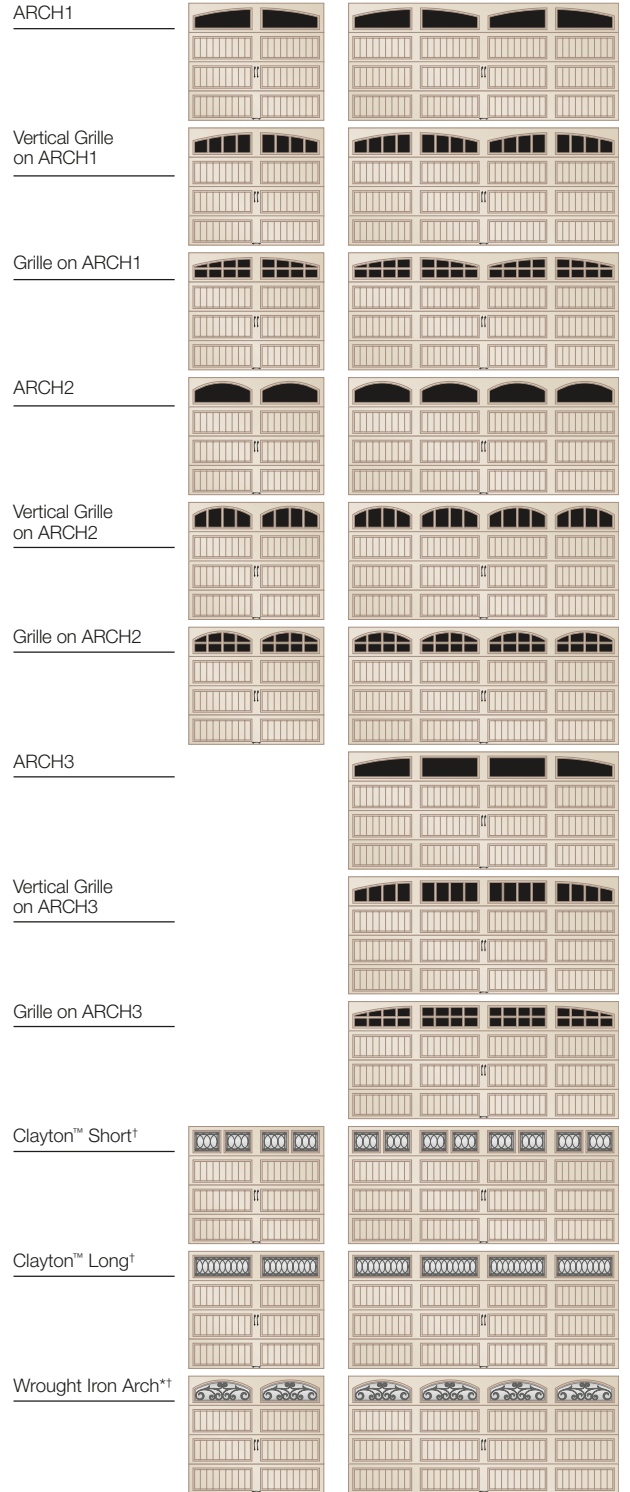 ARCH1
Vertical Grille
on ARCH1
Grille on ARCH1
ARCH2
Vertical Grille
on ARCH2
Grille on ARCH2
ARCH3
Vertical Grille
on ARCH3
Grille on ARCH3
Clayton™ Short†
Clayton™ Long†
Wrought Iron Arch*†